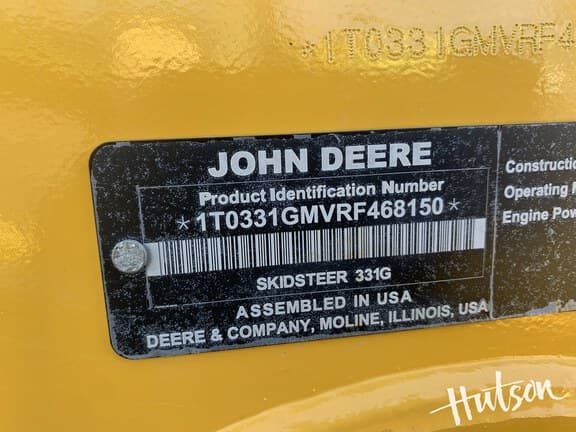 *1T0331GMVRF4
JOHN DEERE
Product Identification Number
*1T0331GMVRF468150*
SKIDSTEER 331G
ASSEMBLED IN USA
DEERE & COMPANY, MOLINE, ILLINOIS, USA
Constructio
Operating
Engine Pow
Hutson